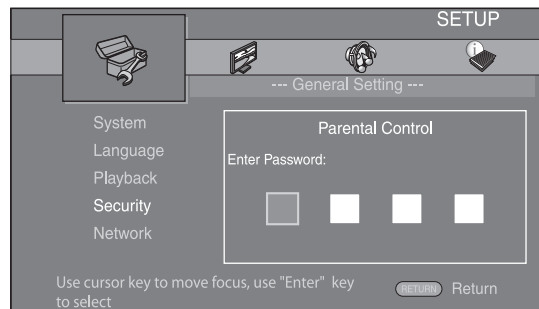 SETUP
--- General Setting ---
System
Language
Playback
Security
Network
Parental Control
Enter Password:
Use cursor key to move focus, use "Enter" key
to select
RETURN Return